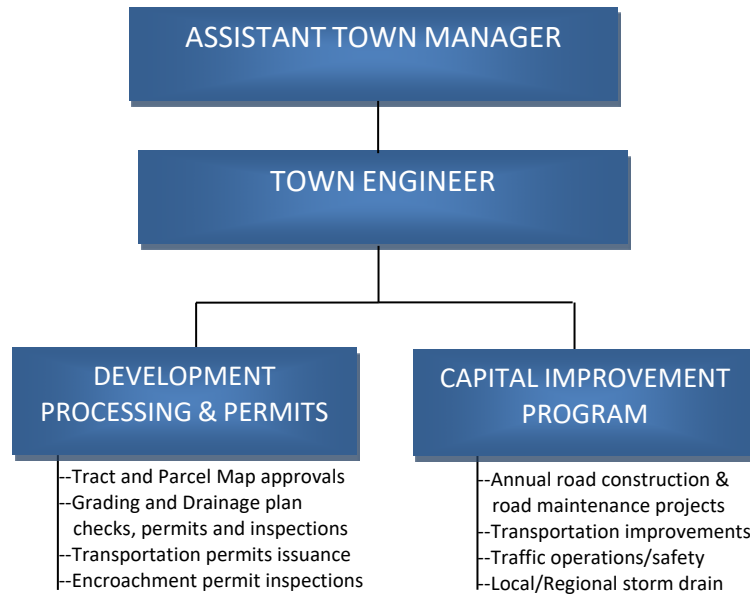 ASSISTANT TOWN MANAGER
TOWN ENGINEER
DEVELOPMENT
PROCESSING & PERMITS
--Tract and Parcel Map approvals
--Grading and Drainage plan
checks, permits and inspections
--Transportation permits issuance
--Encroachment permit inspections
CAPITAL IMPROVEMENT
PROGRAM
--Annual road construction &
road maintenance projects
--Transportation improvements
--Traffic operations/safety
--Local/Regional storm drain